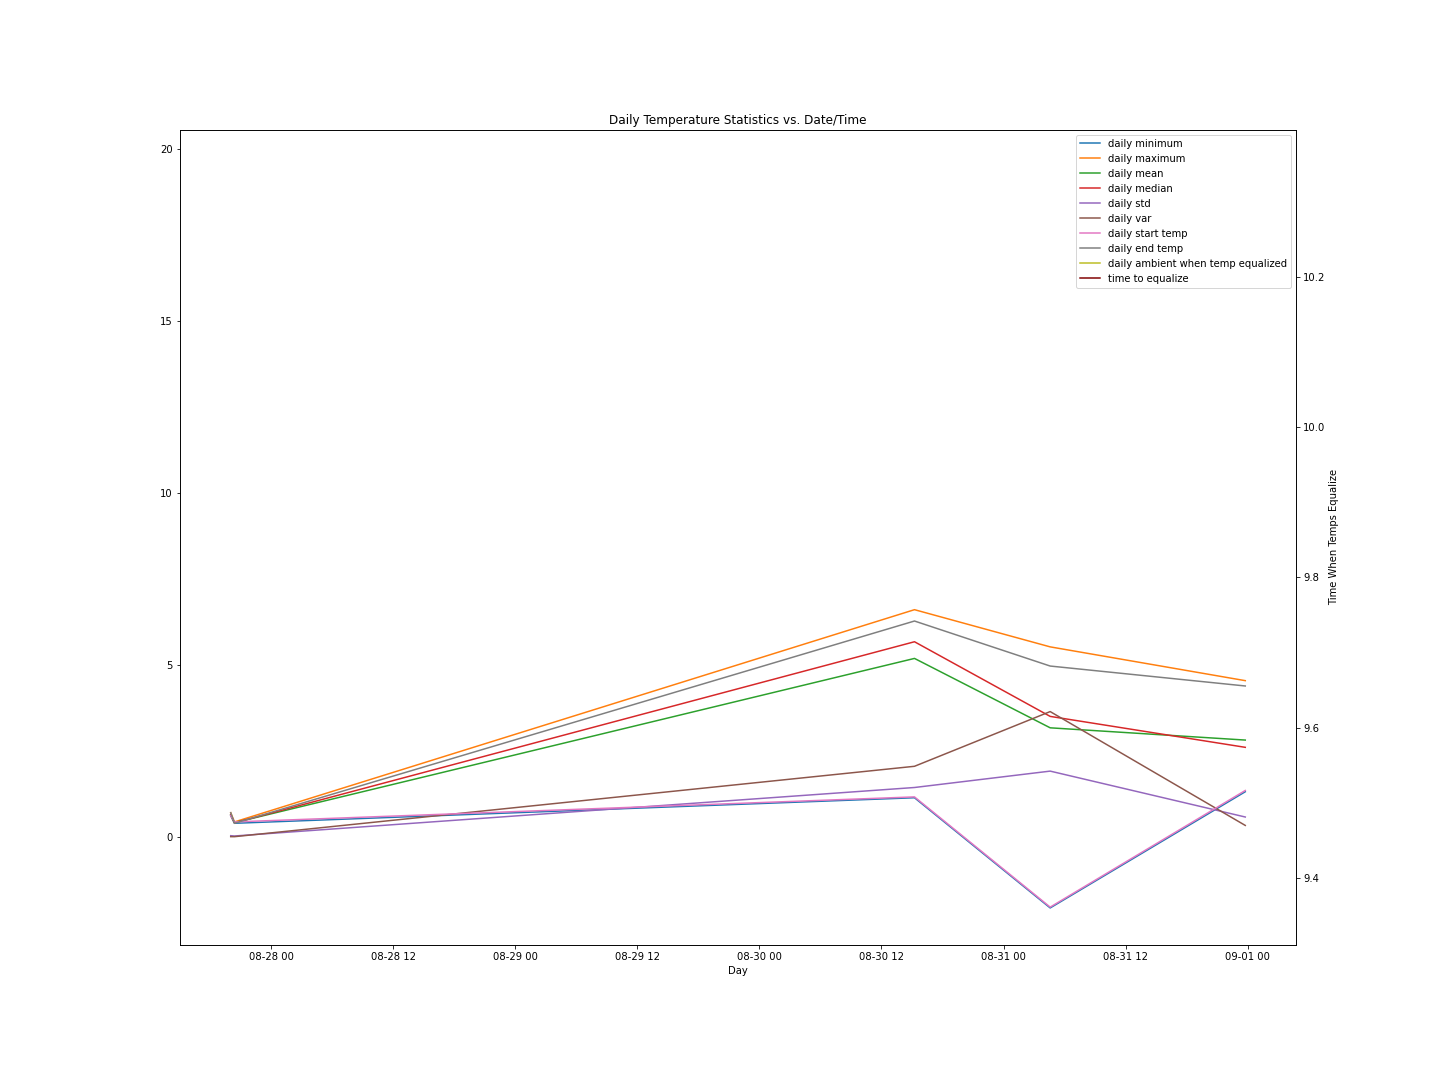 Daily Temperature Statistics vs. Date/Time
daily minimum
daily maximum
daily mean
daily median
daily std
daily var
daily start temp
daily end temp
daily ambient when temp equalized
time to equalize
20
15
10
5
0
10.2
10.0
9.8
9.6
9.4
Time When Temps Equalize
08-28 00
08-28 12
08-29 00
08-29 12
08-30 00
08-30 12
08-31 00
08-31 12
09-01 00
Day